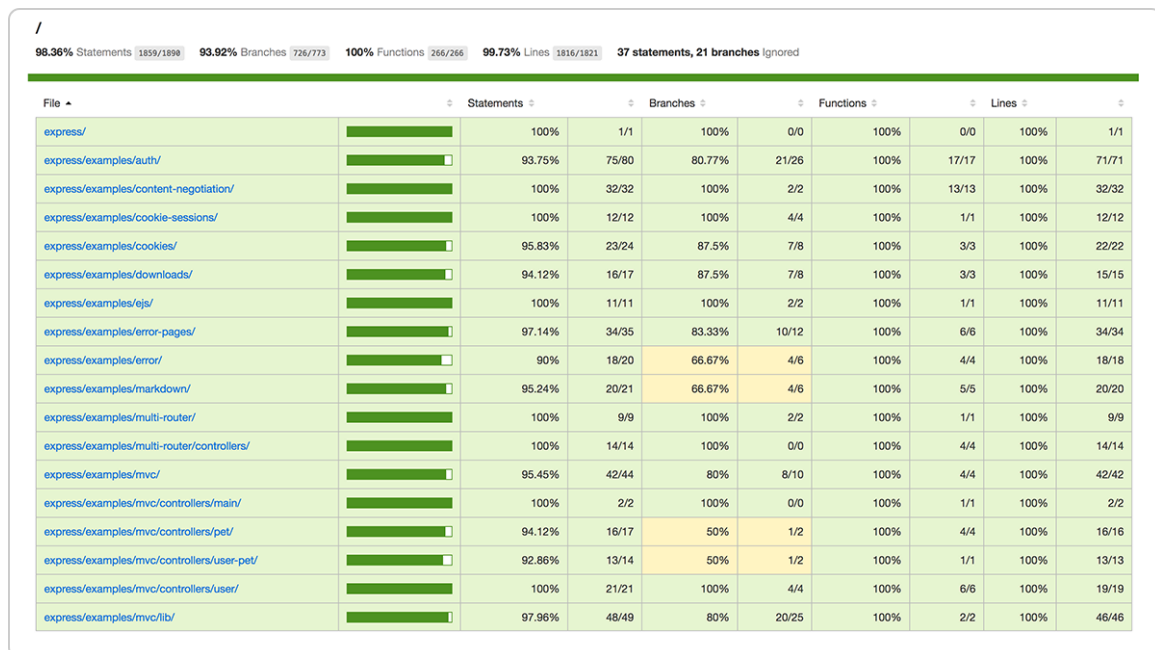 /
98.36% Statements 1859/1890 93.92% Branches 726/773 100% Functions 266/266 99.73% Lines 1816/1821 37 statements, 21 branches Ignored
File Statements Branches Functions Lines
express/ 100% 1/1 100% 0/0 100% 0/0 100% 1/1
express/examples/auth/ 93.75% 75/80 80.77% 21/26 100% 17/17 100% 71/71
express/examples/content-negotiation/ 100% 32/32 100% 2/2 100% 13/13 100% 32/32
express/examples/cookie-sessions/ 100% 12/12 100% 4/4 100% 1/1 100% 12/12
express/examples/cookies/ 95.83% 23/24 87.5% 7/8 100% 3/3 100% 22/22
express/examples/downloads/ 94.12% 16/17 87.5% 7/8 100% 3/3 100% 15/15
express/examples/ejs/ 100% 11/11 100% 2/2 100% 1/1 100% 11/11
express/examples/error-pages/ 97.14% 34/35 83.33% 10/12 100% 6/6 100% 34/34
express/examples/error/ 90% 18/20 66.67% 4/6 100% 4/4 100% 18/18
express/examples/markdown/ 95.24% 20/21 66.67% 4/6 100% 5/5 100% 20/20
express/examples/multi-router/ 100% 9/9 100% 2/2 100% 1/1 100% 9/9
express/examples/multi-router/controllers/ 100% 14/14 100% 0/0 100% 4/4 100% 14/14
express/examples/mvc/ 95.45% 42/44 80% 8/10 100% 4/4 100% 42/42
express/examples/mvc/controllers/main/ 100% 2/2 100% 0/0 100% 1/1 100% 2/2
express/examples/mvc/controllers/pet/ 94.12% 16/17 50% 1/2 100% 4/4 100% 16/16
express/examples/mvc/controllers/user-pet/ 92.86% 13/14 50% 1/2 100% 1/1 100% 13/13
express/examples/mvc/controllers/user/ 100% 21/21 100% 4/4 100% 6/6 100% 19/19
express/examples/mvc/lib/ 97.96% 48/49 80% 20/25 100% 2/2 100% 46/46